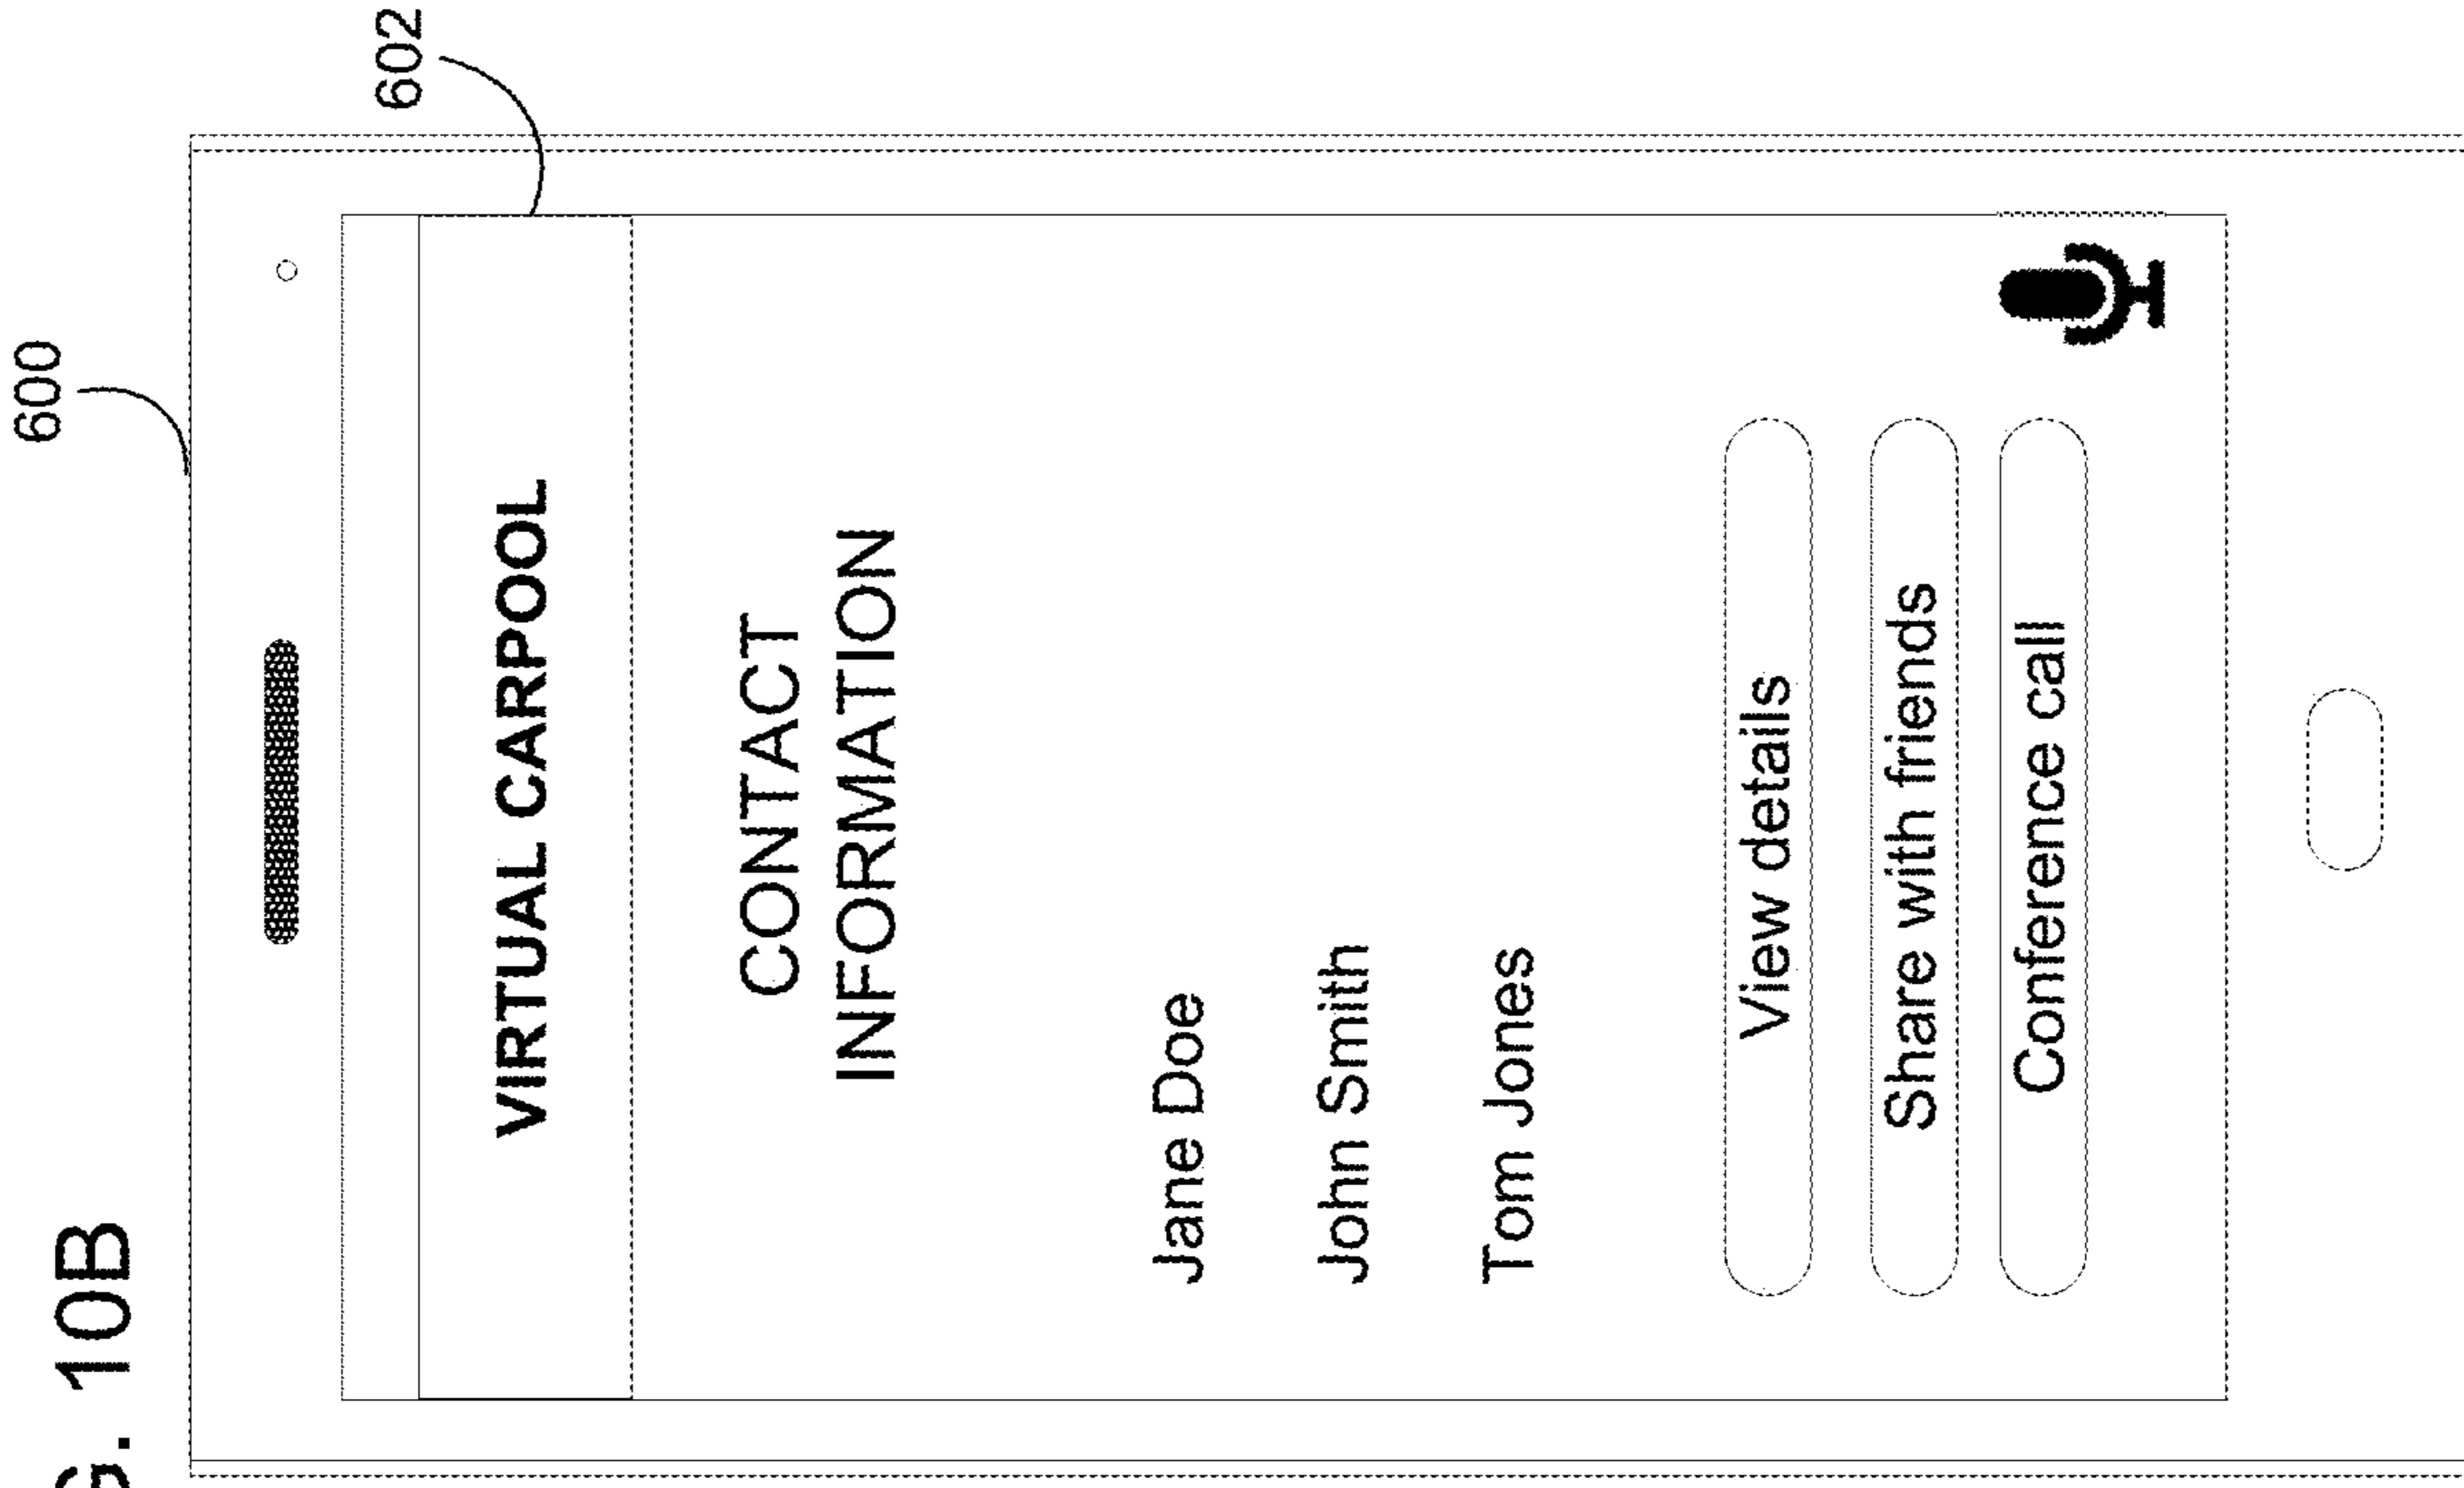 G. 10B
600
602
VIRTUAL CARPOOL
CONTACT
INFORMATION
Jane Doe
John Smith
Tom Jones
View details
Share with friends
Conference call